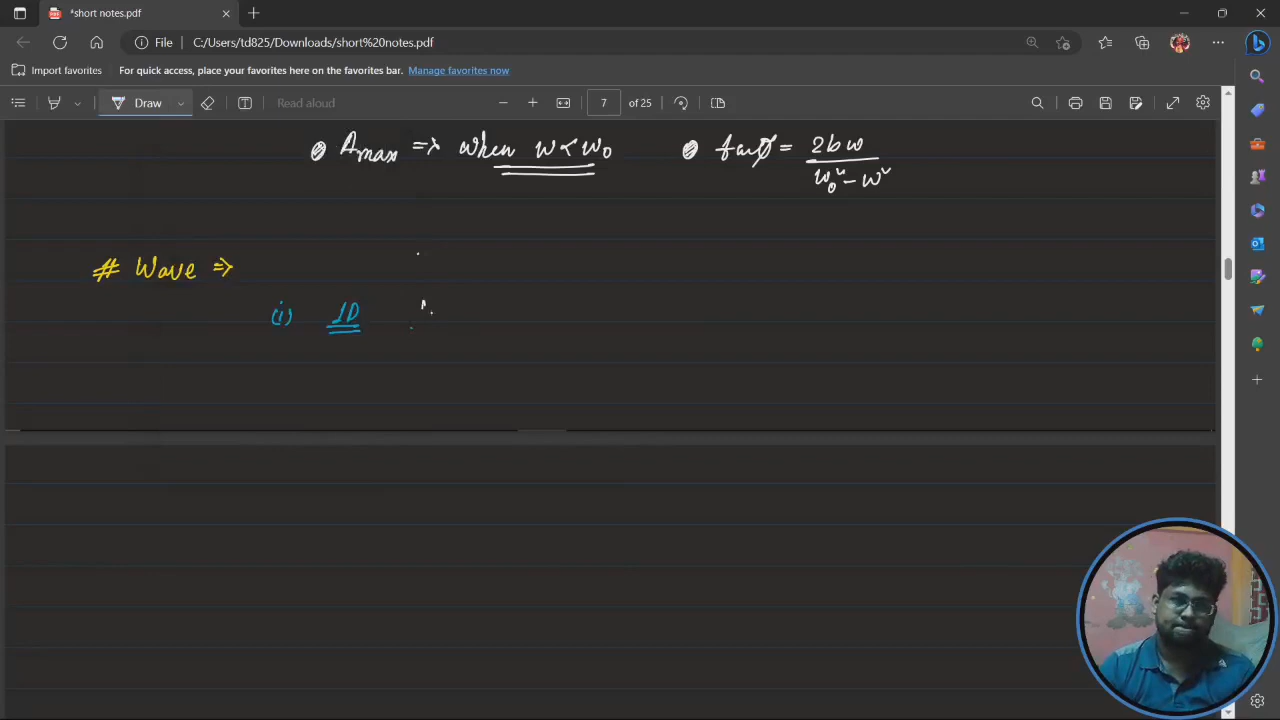 *short notes.pdf
File C:/Users/td825/Downloads/short%20notes.pdf
Import favorites For quick access, place your favorites here on the favorites bar. Manage favorites now
Draw Read aloud 7 of 25
Amax => when w < w₀ tanφ = 2bw / w₀² - w²
# Wave =>
(i) 1D